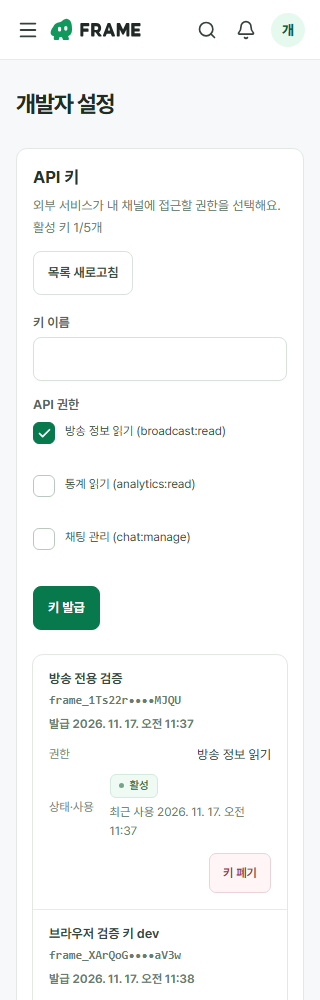 FRAME
개
개발자 설정
API 키
외부 서비스가 내 채널에 접근할 권한을 선택해요.
활성 키 1/5개
목록 새로고침
키 이름
API 권한
방송 정보 읽기 (broadcast:read)
통계 읽기 (analytics:read)
채팅 관리 (chat:manage)
키 발급
방송 전용 검증
frame_1Ts22r••••MJQU
발급 2026. 11. 17. 오전 11:37
권한 방송 정보 읽기
활성
상태·사용
최근 사용 2026. 11. 17. 오전
11:37
키 폐기
브라우저 검증 키 dev
frame_XArQoG••••aV3w
발급 2026. 11. 17. 오전 11:38